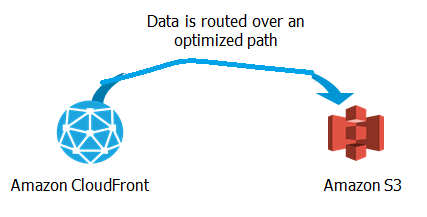 Data is routed over an
optimized path
Amazon CloudFront
Amazon S3